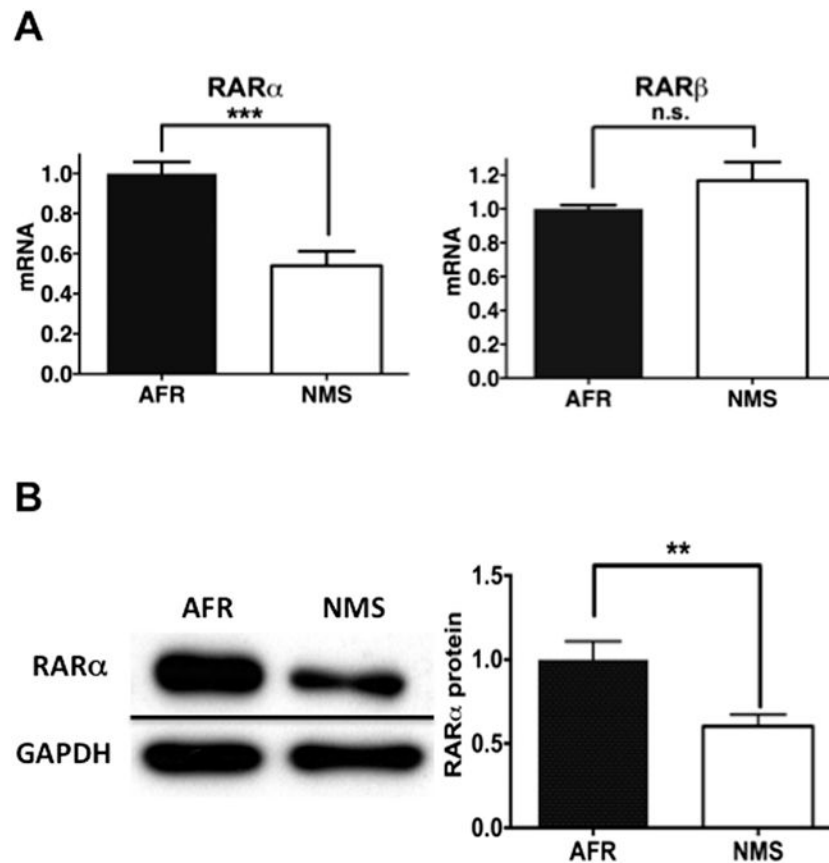 A
RARα
***
mRNA
1.0
0.8
0.6
0.4
0.2
0.0
AFR
NMS
RARβ
n.s.
mRNA
1.2
1.0
0.8
0.6
0.4
0.2
0.0
AFR
NMS
B
AFR NMS
RARα
GAPDH
**
RARα protein
1.5
1.0
0.5
0.0
AFR
NMS